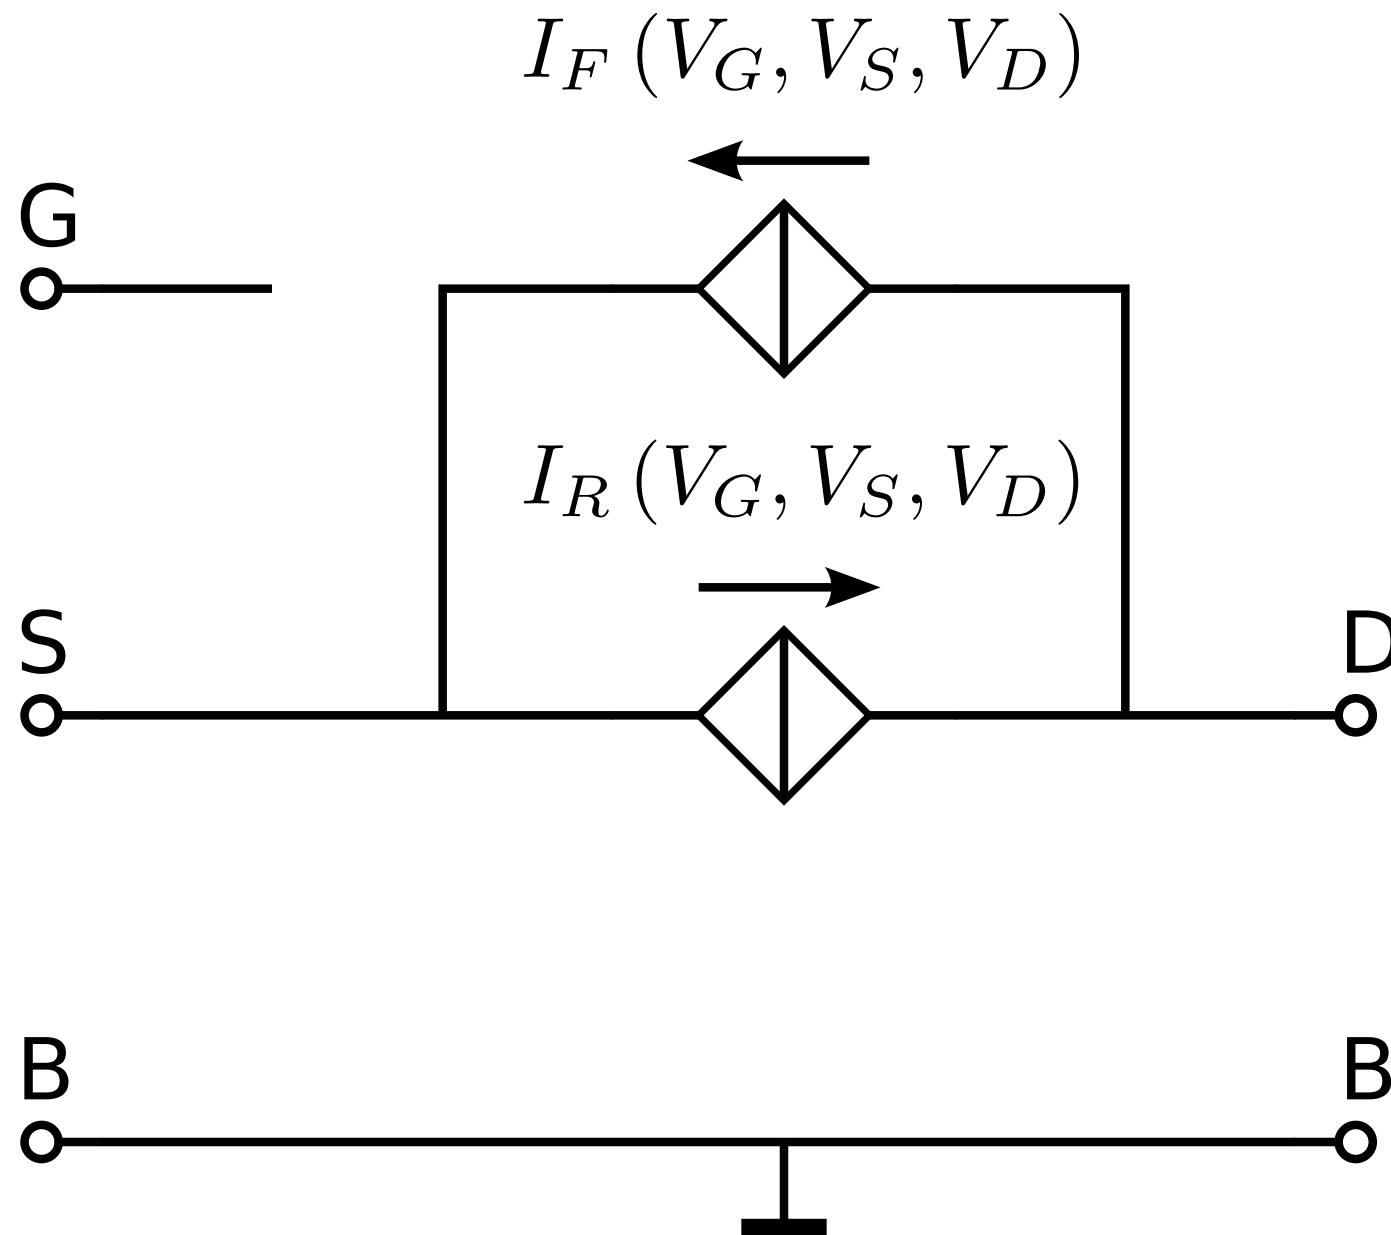 I_F (V_G, V_S, V_D)
G
I_R (V_G, V_S, V_D)
S
D
B
B